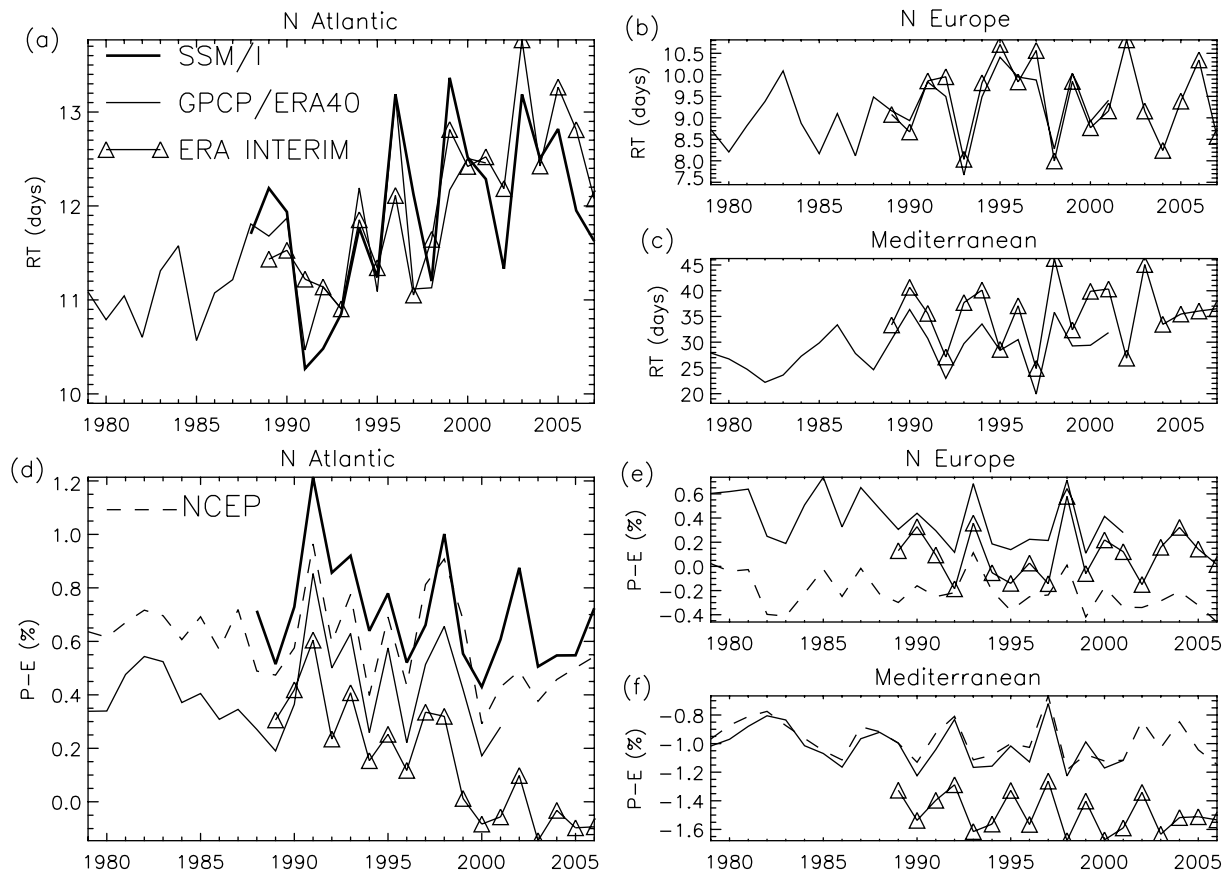 (a)
N Atlantic
SSM/I
GPCP/ERA40
ERA INTERIM
RT (days)
13
12
11
10
1980 1985 1990 1995 2000 2005
(b)
N Europe
RT (days)
10.5
10.0
9.5
9.0
8.5
8.0
7.5
1980 1985 1990 1995 2000 2005
(c)
Mediterranean
RT (days)
45
40
35
30
25
20
1980 1985 1990 1995 2000 2005
(d)
N Atlantic
NCEP
P-E (%)
1.2
1.0
0.8
0.6
0.4
0.2
0.0
1980 1985 1990 1995 2000 2005
(e)
N Europe
P-E (%)
0.6
0.4
0.2
0.0
-0.2
-0.4
1980 1985 1990 1995 2000 2005
(f)
Mediterranean
P-E (%)
-0.8
-1.0
-1.2
-1.4
-1.6
1980 1985 1990 1995 2000 2005